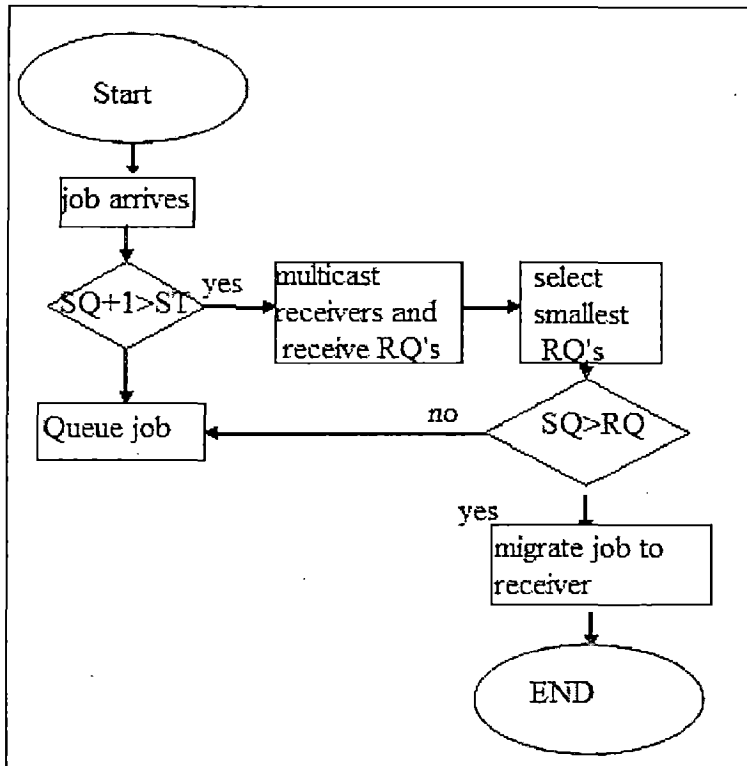 Start
job arrives
SQ+1>ST
yes
multicast
receivers and
receive RQ's
select
smallest
RQ's
Queue job
no
SQ>RQ
yes
migrate job to
receiver
END